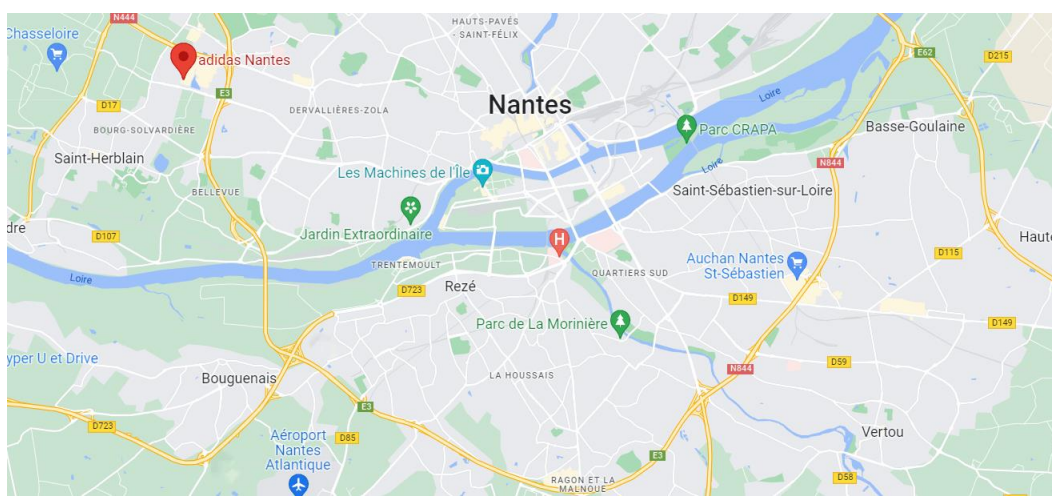 N444
HAUTS-PAVÉS
- SAINT-FÉLIX
Chasseloire
adidas Nantes
E62
D215
E3
D17
DERVALLIÈRES-ZOLA
Nantes
Loire
BOURG-SOLVARDIÈRE
Parc CRAPA
Basse-Goulaine
Saint-Herblain
Les Machines de l'Île
Loire
N844
BELLEVUE
Saint-Sébastien-sur-Loire
dre
D107
Jardin Extraordinaire
H
Haute
TRENTEMOULT
QUARTIERS SUD
Auchan Nantes
St-Sébastien
D115
Loire
D723
Rezé
D149
Parc de La Morinière
D149
yper U et Drive
D59
N844
Bouguenais
LA HOUSSAIS
E3
D723
D85
Aéroport
Nantes
Atlantique
Vertou
E3
RAGON ET LA
MALNOUE
D58